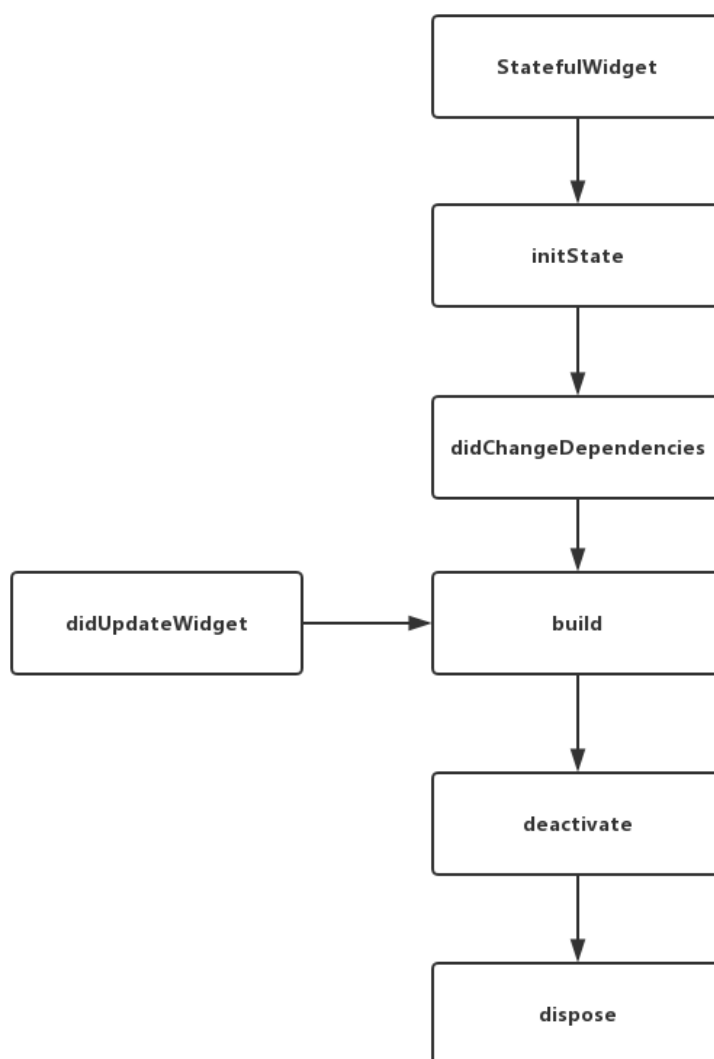 StatefulWidget
initState
didChangeDependencies
didUpdateWidget
build
deactivate
dispose